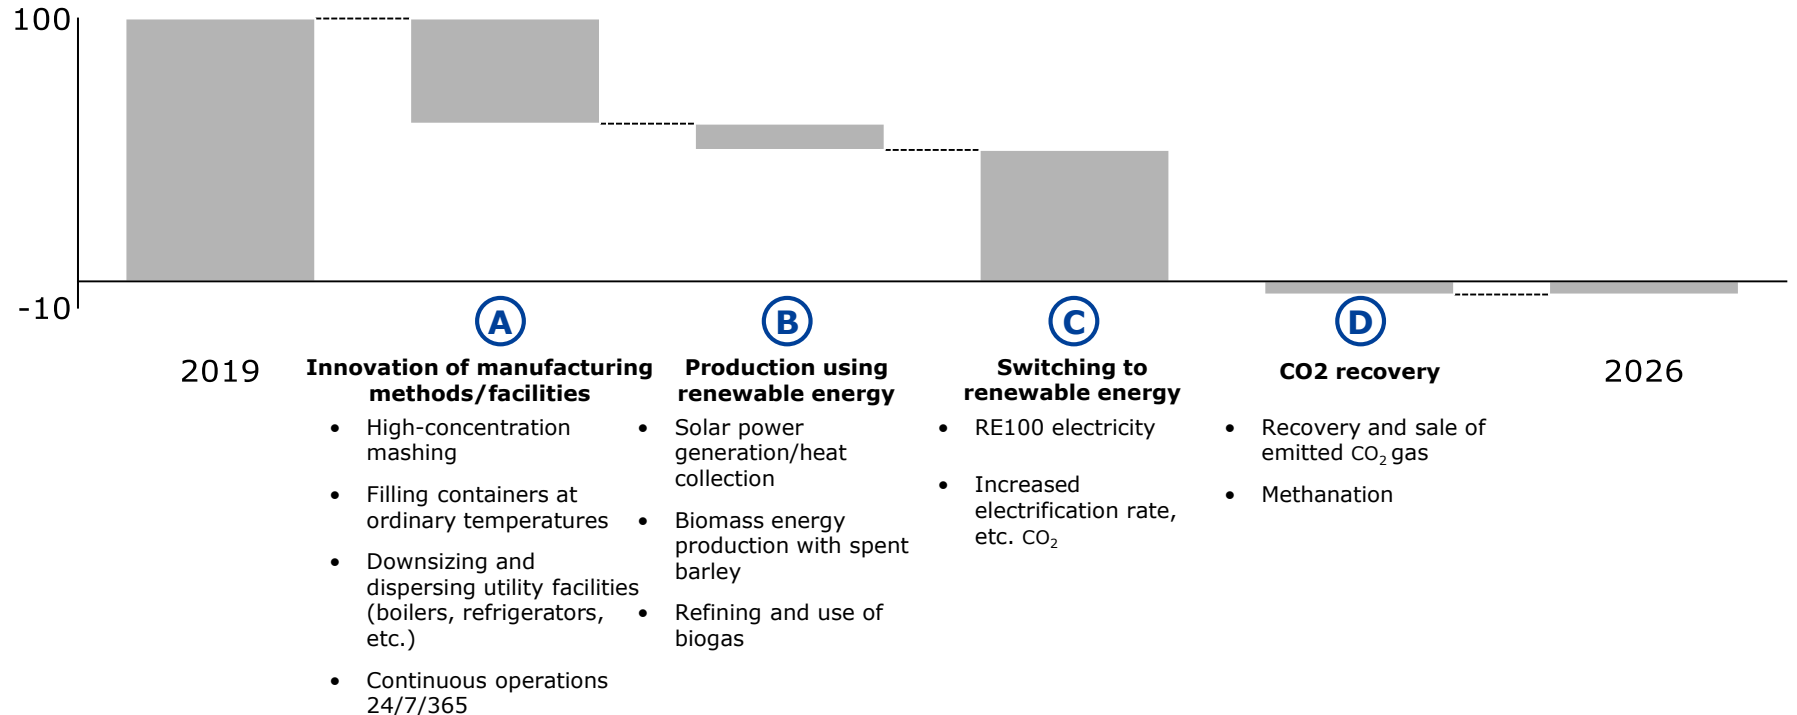 100
-10
2019
A
Innovation of manufacturing
methods/facilities
• High-concentration
mashing
• Filling containers at
ordinary temperatures
• Downsizing and
dispersing utility facilities
(boilers, refrigerators,
etc.)
• Continuous operations
24/7/365
B
Production using
renewable energy
• Solar power
generation/heat
collection
• Biomass energy
production with spent
barley
• Refining and use of
biogas
C
Switching to
renewable energy
• RE100 electricity
• Increased
electrification rate,
etc. CO₂
D
CO2 recovery
• Recovery and sale of
emitted CO₂ gas
• Methanation
2026